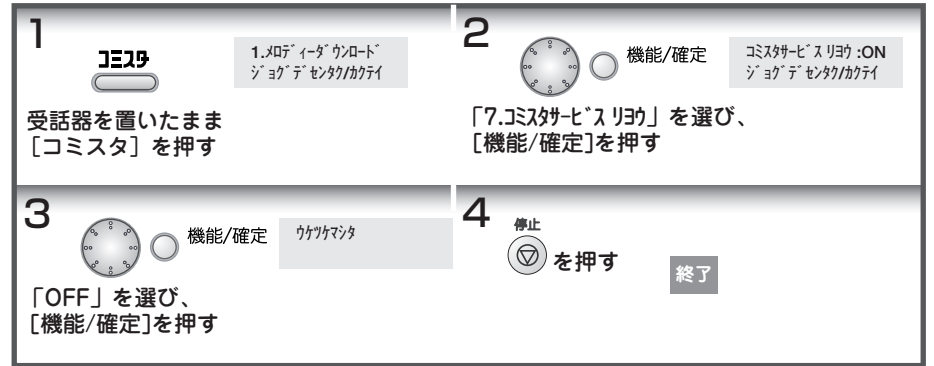 1
コミスタ
1.ﾒﾛﾃﾞｨｰﾀﾞｳﾝﾛｰﾄﾞ
ｼﾞｮｸﾞﾃﾞｾﾝﾀｸ/ｶｸﾃｲ
受話器を置いたまま
［コミスタ］を押す
2
機能/確定
ｺﾐｽﾀｻｰﾋﾞｽ ﾘﾖｳ :ON
ｼﾞｮｸﾞﾃﾞｾﾝﾀｸ/ｶｸﾃｲ
「7.ｺﾐｽﾀｻｰﾋﾞｽ ﾘﾖｳ」を選び、
[機能/確定]を押す
3
機能/確定
ｳｹﾂｹﾏｼﾀ
「OFF」を選び、
[機能/確定]を押す
4
停止
を押す
終了